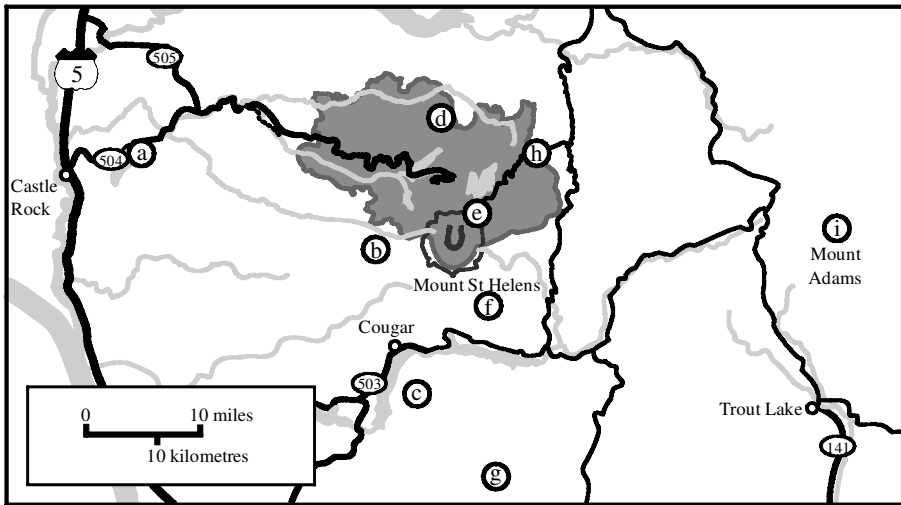 505
5
d
504
a
h
Castle
Rock
e
i
b
Mount
Adams
Mount St Helens
f
Cougar
503
c
Trout Lake
0
10 miles
10 kilometres
141
g